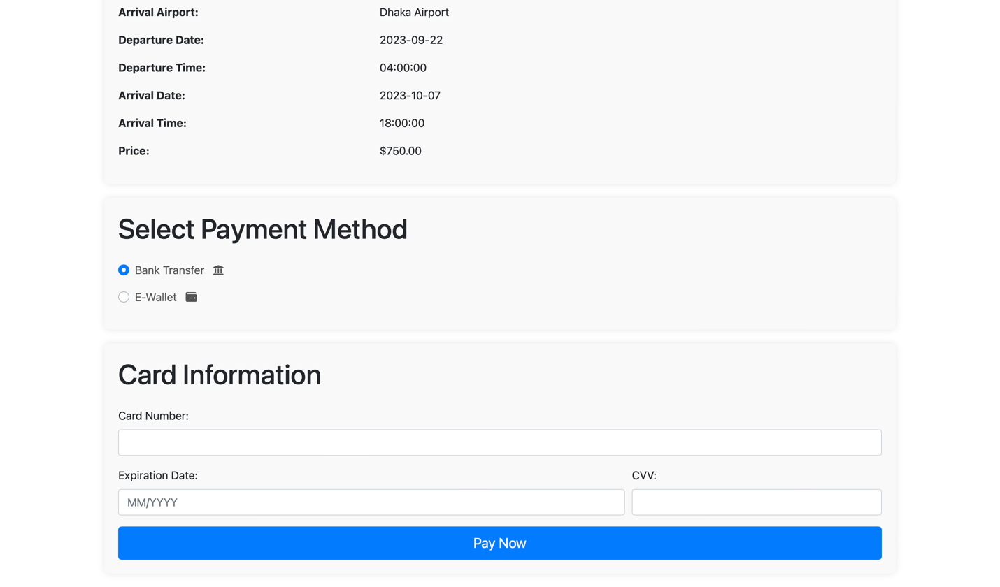 Arrival Airport: Dhaka Airport
Departure Date: 2023-09-22
Departure Time: 04:00:00
Arrival Date: 2023-10-07
Arrival Time: 18:00:00
Price: $750.00
Select Payment Method
Bank Transfer
E-Wallet
Card Information
Card Number:
Expiration Date: CVV:
MM/YYYY
Pay Now